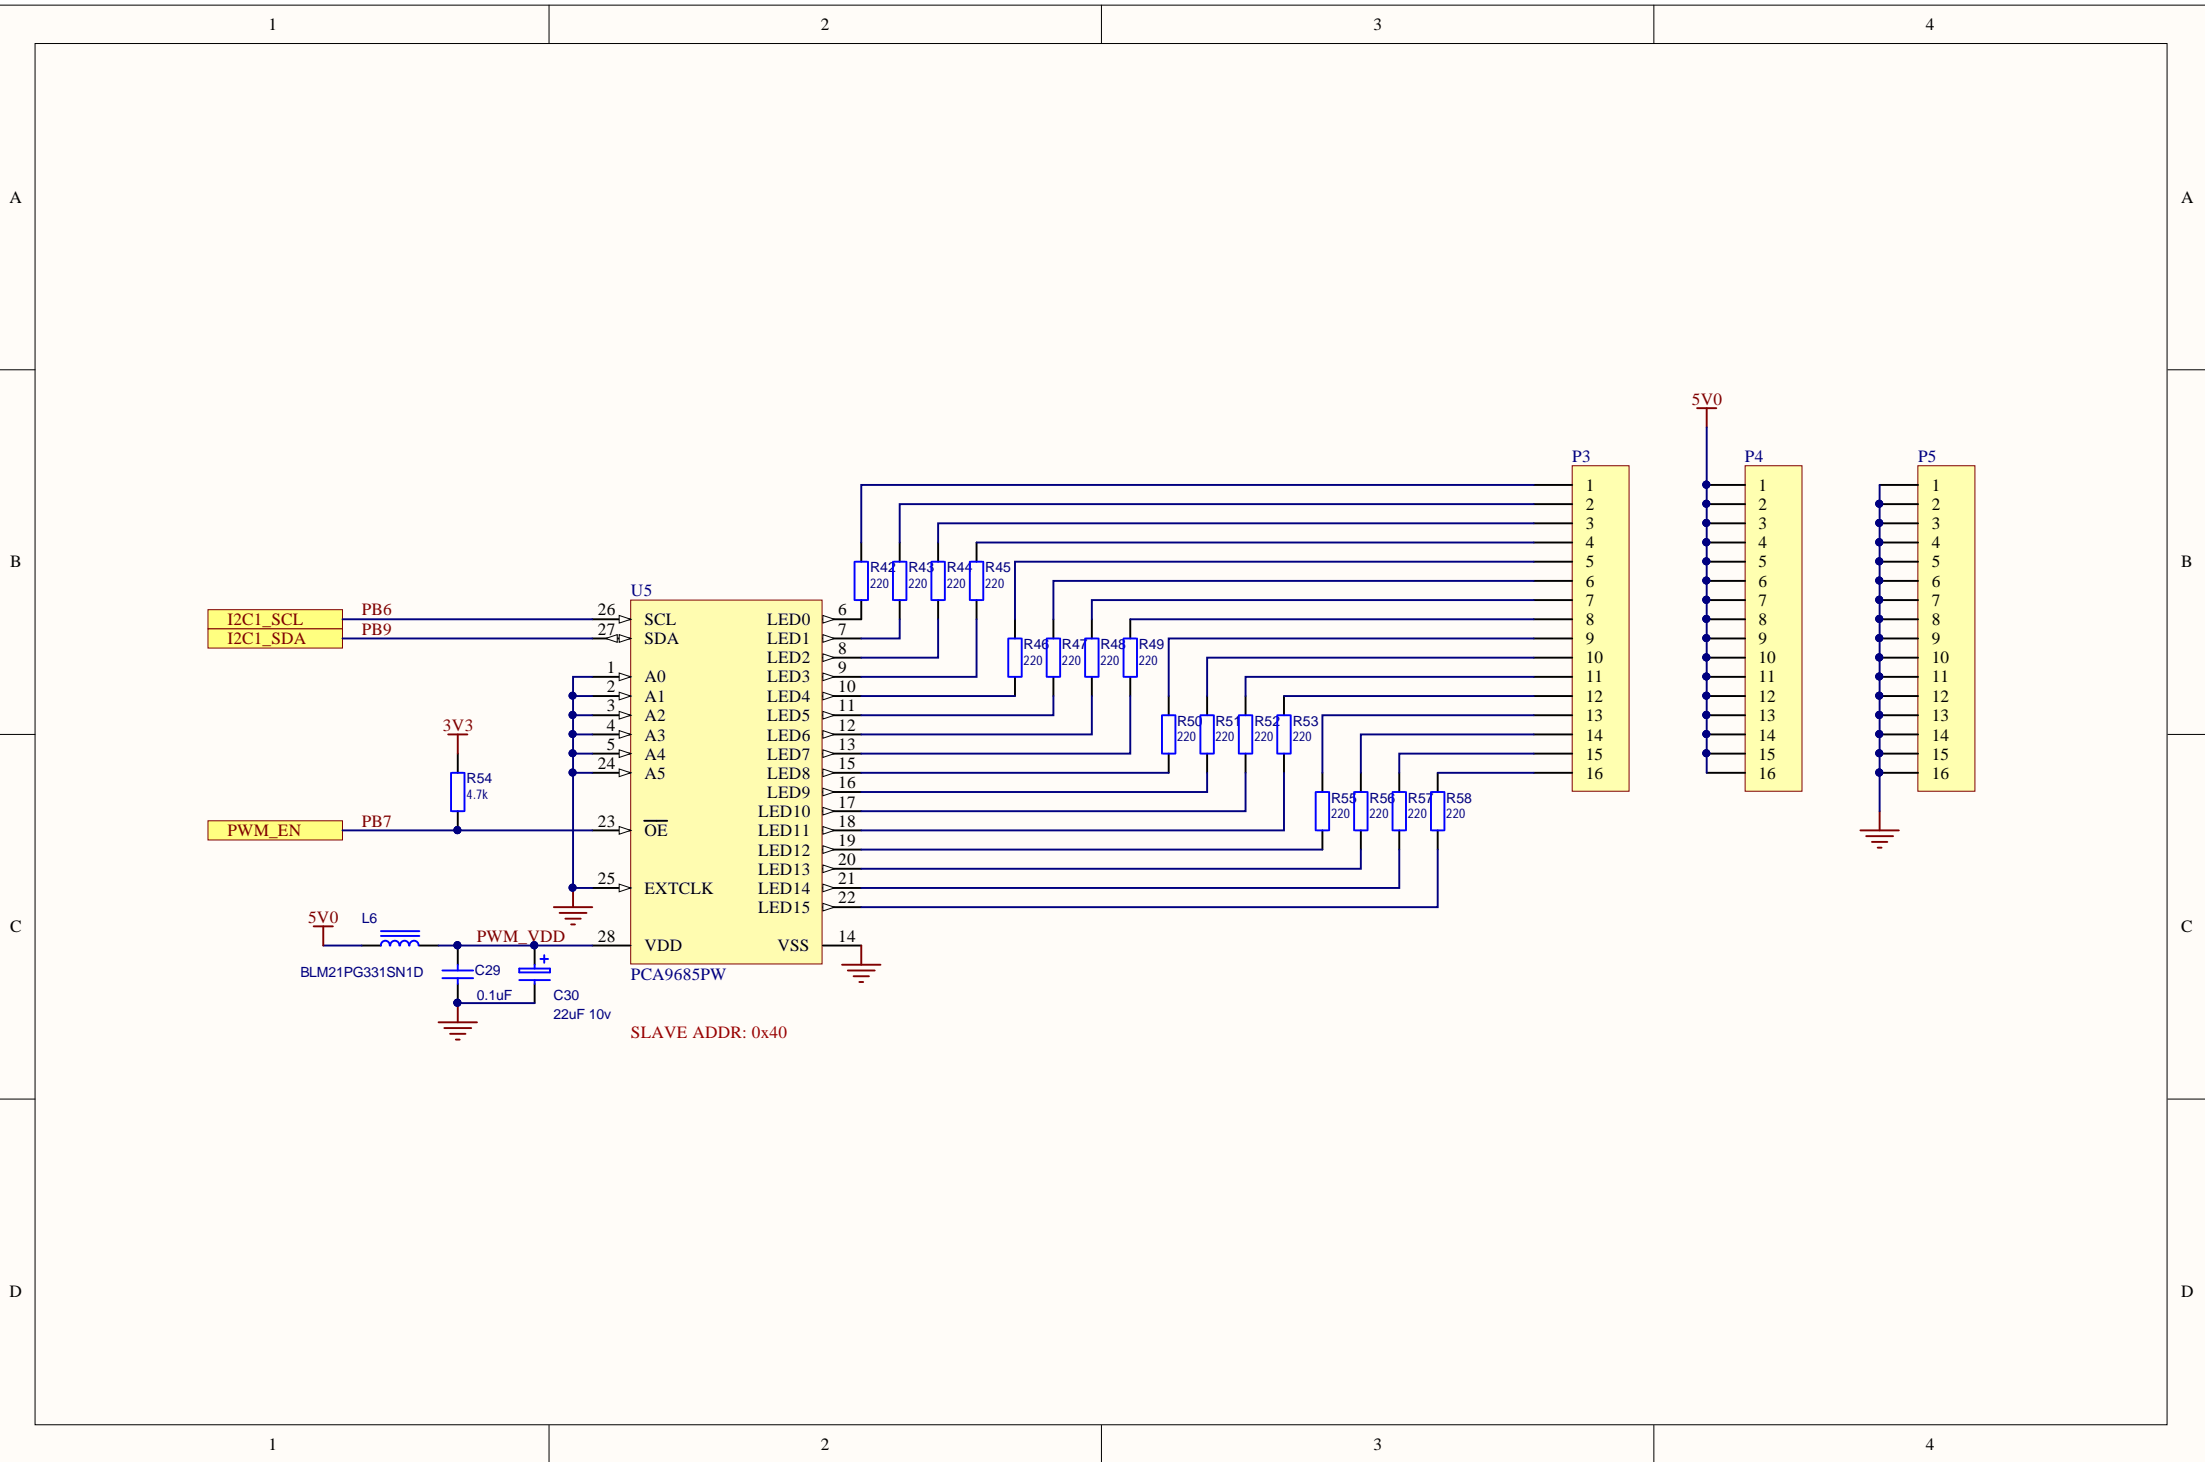 1 2 3 4
A A
B B
C C
D D
1 2 3 4
I2C1_SCL PB6
I2C1_SDA PB9
3V3
R54
4.7k
PWM_EN PB7
5V0 L6
BLM21PG331SN1D
PWM_VDD
C29
0.1uF
C30
22uF 10v
U5
26 SCL
27 SDA
1 A0
2 A1
3 A2
4 A3
5 A4
24 A5
23 OE
25 EXTCLK
28 VDD
LED0 6
LED1 7
LED2 8
LED3 9
LED4 10
LED5 11
LED6 12
LED7 13
LED8 15
LED9 16
LED10 17
LED11 18
LED12 19
LED13 20
LED14 21
LED15 22
VSS 14
PCA9685PW
SLAVE ADDR: 0x40
R42 R43 R44 R45
220 220 220 220
R46 R47 R48 R49
220 220 220 220
R50 R51 R52 R53
220 220 220 220
R55 R56 R57 R58
220 220 220 220
P3
1
2
3
4
5
6
7
8
9
10
11
12
13
14
15
16
5V0
P4
1
2
3
4
5
6
7
8
9
10
11
12
13
14
15
16
P5
1
2
3
4
5
6
7
8
9
10
11
12
13
14
15
16